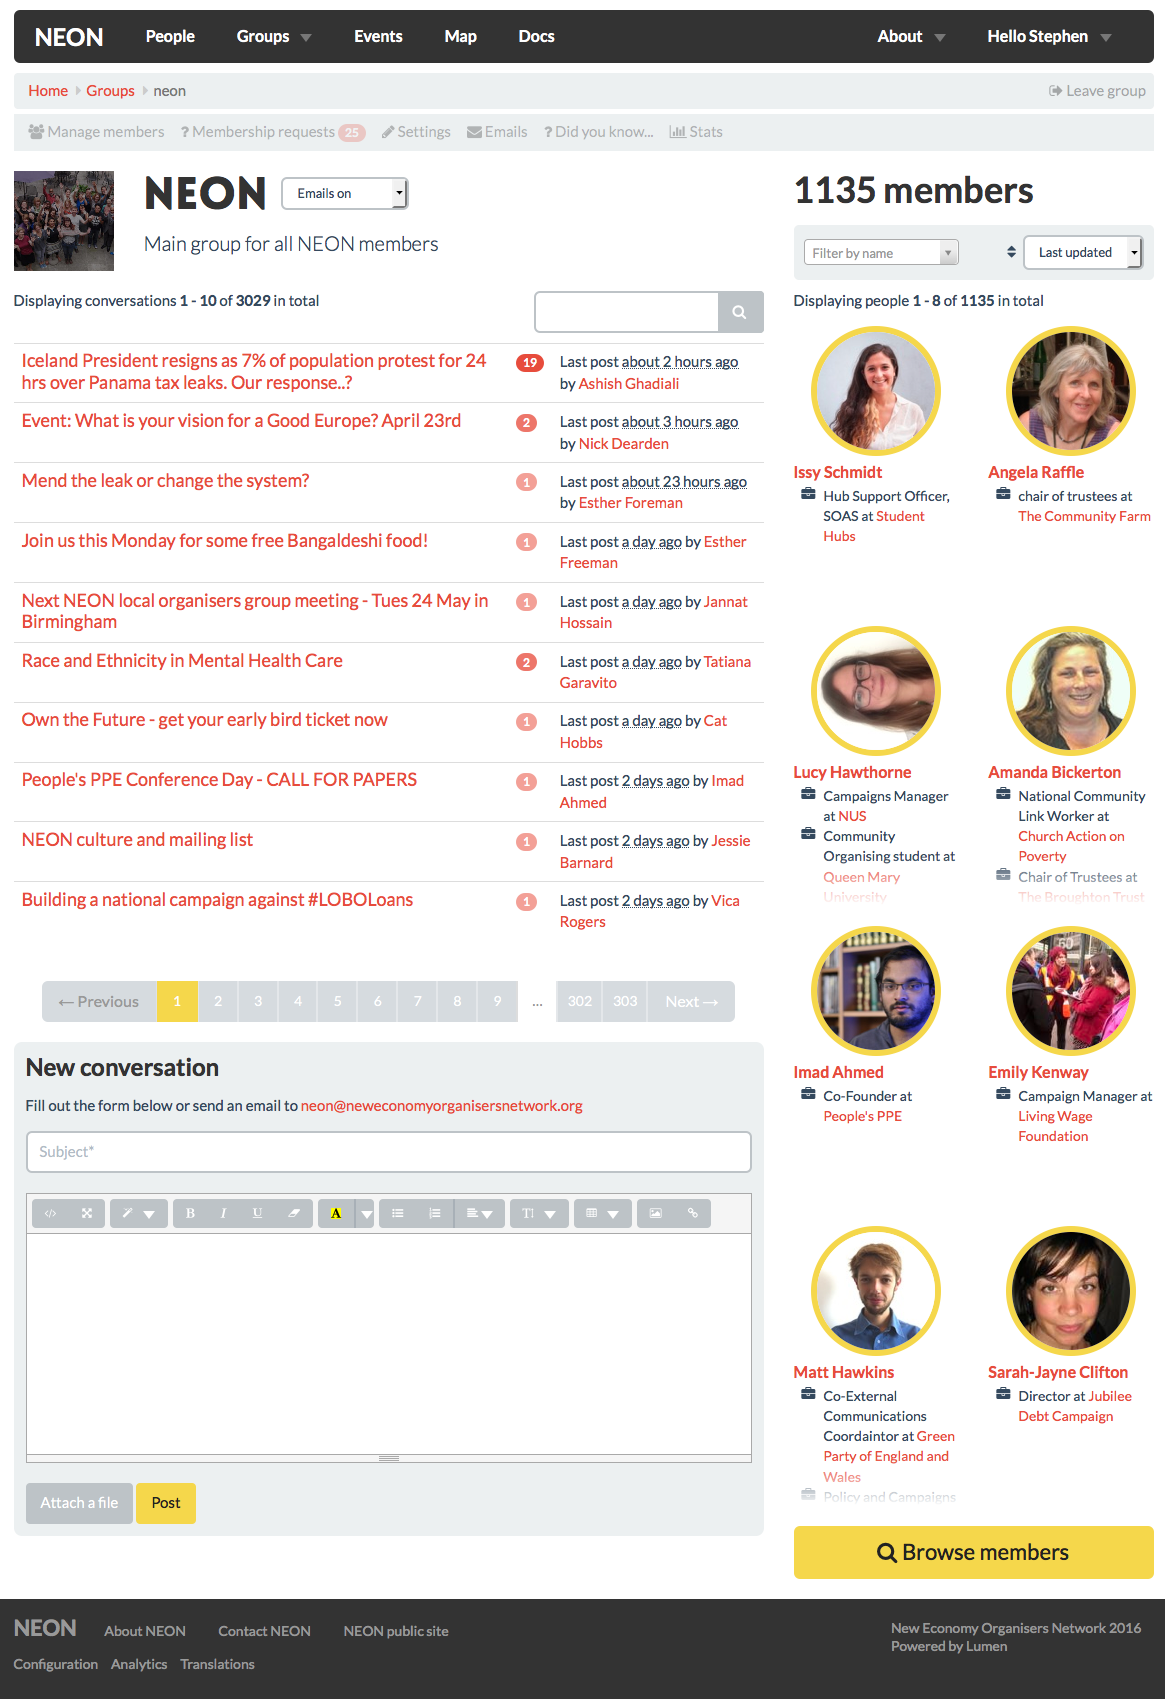 NEON People Groups Events Map Docs About Hello Stephen
Home Groups neon Leave group
Manage members ? Membership requests 25 Settings Emails ? Did you know... Stats
NEON Emails on
Main group for all NEON members
Displaying conversations 1 - 10 of 3029 in total
Iceland President resigns as 7% of population protest for 24
hrs over Panama tax leaks. Our response..?
19
Last post about 2 hours ago
by Ashish Ghadiali
Event: What is your vision for a Good Europe? April 23rd
2
Last post about 3 hours ago
by Nick Dearden
Mend the leak or change the system?
1
Last post about 23 hours ago
by Esther Foreman
Join us this Monday for some free Bangaldeshi food!
1
Last post a day ago by Esther
Freeman
Next NEON local organisers group meeting - Tues 24 May in
Birmingham
1
Last post a day ago by Jannat
Hossain
Race and Ethnicity in Mental Health Care
2
Last post a day ago by Tatiana
Garavito
Own the Future - get your early bird ticket now
1
Last post a day ago by Cat
Hobbs
People's PPE Conference Day - CALL FOR PAPERS
1
Last post 2 days ago by Imad
Ahmed
NEON culture and mailing list
1
Last post 2 days ago by Jessie
Barnard
Building a national campaign against #LOBOLoans
1
Last post 2 days ago by Vica
Rogers
← Previous 1 2 3 4 5 6 7 8 9 ... 302 303 Next →
New conversation
Fill out the form below or send an email to neon@neweconomyorganisersnetwork.org
Subject*
B I U A TI
Attach a file Post
1135 members
Filter by name Last updated
Displaying people 1 - 8 of 1135 in total
Issy Schmidt
Hub Support Officer,
SOAS at Student
Hubs
Angela Raffle
chair of trustees at
The Community Farm
Lucy Hawthorne
Campaigns Manager
at NUS
Community
Organising student at
Queen Mary
University
Amanda Bickerton
National Community
Link Worker at
Church Action on
Poverty
Chair of Trustees at
The Broughton Trust
Imad Ahmed
Co-Founder at
People's PPE
Emily Kenway
Campaign Manager at
Living Wage
Foundation
Matt Hawkins
Co-External
Communications
Coordaintor at Green
Party of England and
Wales
Policy and Campaigns
Sarah-Jayne Clifton
Director at Jubilee
Debt Campaign
Browse members
NEON About NEON Contact NEON NEON public site
Configuration Analytics Translations
New Economy Organisers Network 2016
Powered by Lumen